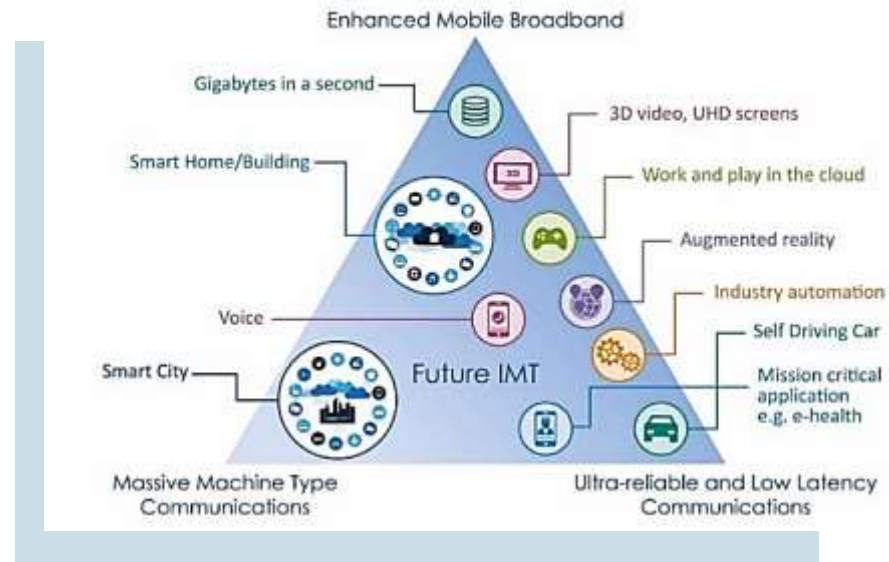 Enhanced Mobile Broadband
Gigabytes in a second
3D video, UHD screens
3D
Smart Home/Building
Work and play in the cloud
Augmented reality
Industry automation
Voice
Self Driving Car
Smart City
Future IMT
Mission critical
application
e.g. e-health
Massive Machine Type
Communications
Ultra-reliable and Low Latency
Communications